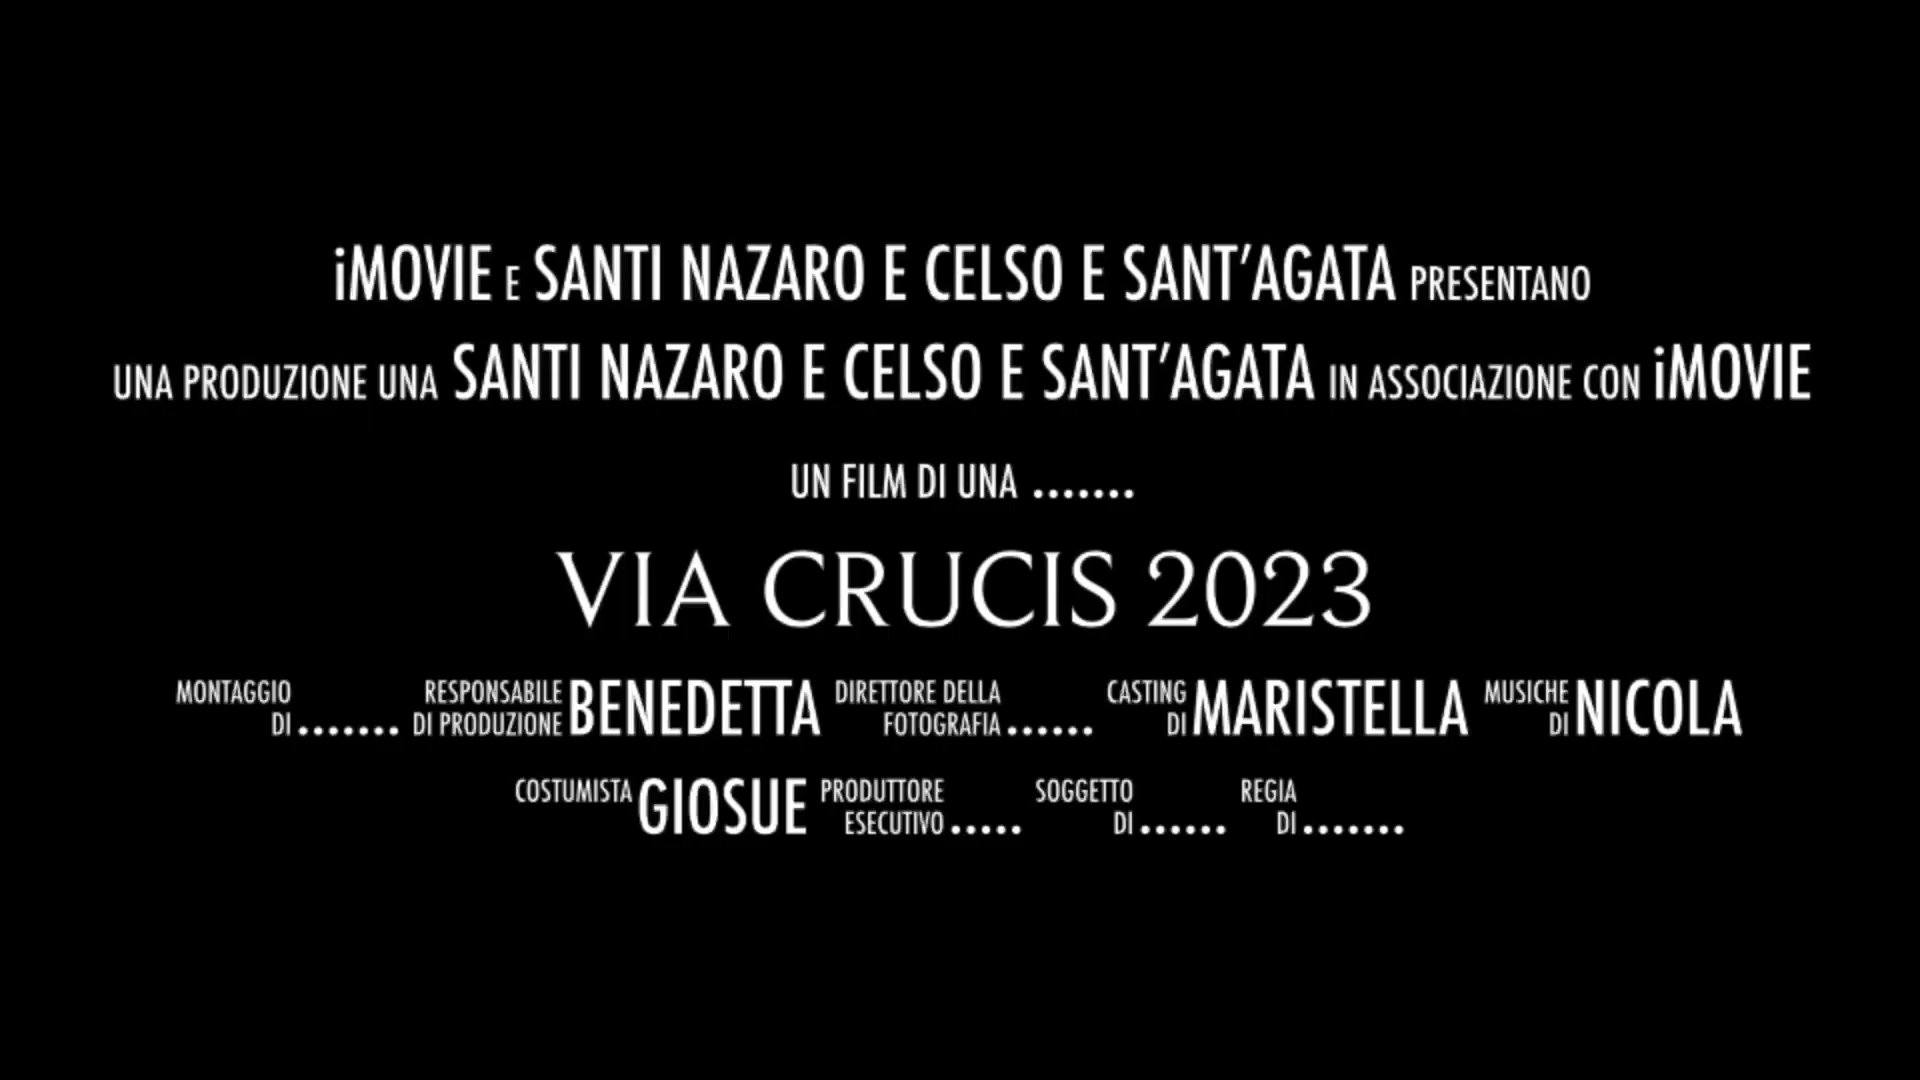 iMOVIE E SANTI NAZARO E CELSO E SANT'AGATA PRESENTANO
UNA PRODUZIONE UNA SANTI NAZARO E CELSO E SANT'AGATA IN ASSOCIAZIONE CON iMOVIE
UN FILM DI UNA .......
VIA CRUCIS 2023
MONTAGGIO DI ....... RESPONSABILE DI PRODUZIONE BENEDETTA DIRETTORE DELLA FOTOGRAFIA ...... CASTING DI MARISTELLA MUSICHE DI NICOLA
COSTUMISTA GIOSUE PRODUTTORE ESECUTIVO ..... SOGGETTO DI ...... REGIA DI .......